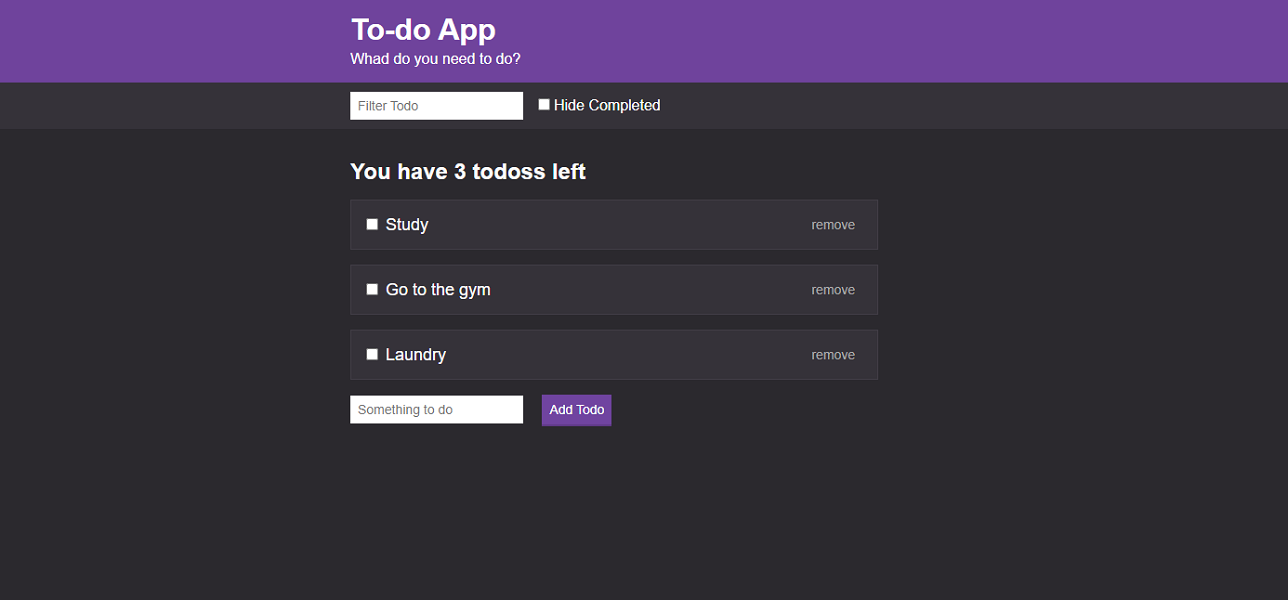 To-do App
Whad do you need to do?
Filter Todo Hide Completed
You have 3 todoss left
Study remove
Go to the gym remove
Laundry remove
Something to do Add Todo